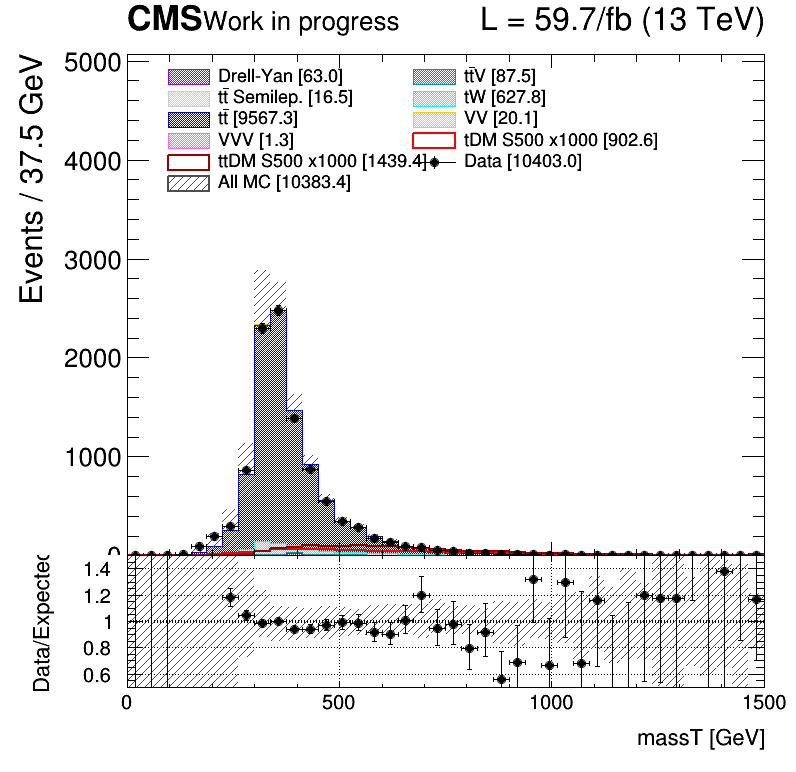 CMS Work in progress L = 59.7/fb (13 TeV)
Events / 37.5 GeV
5000
4000
3000
2000
1000
0
Drell-Yan [63.0]
tt̄V [87.5]
tt̄ Semilep. [16.5]
tW [627.8]
tt̄ [9567.3]
VV [20.1]
VVV [1.3]
tDM S500 x1000 [902.6]
ttDM S500 x1000 [1439.4]
Data [10403.0]
All MC [10383.4]
Data/Expected
1.4
1.2
1
0.8
0.6
0 500 1000 1500
massT [GeV]